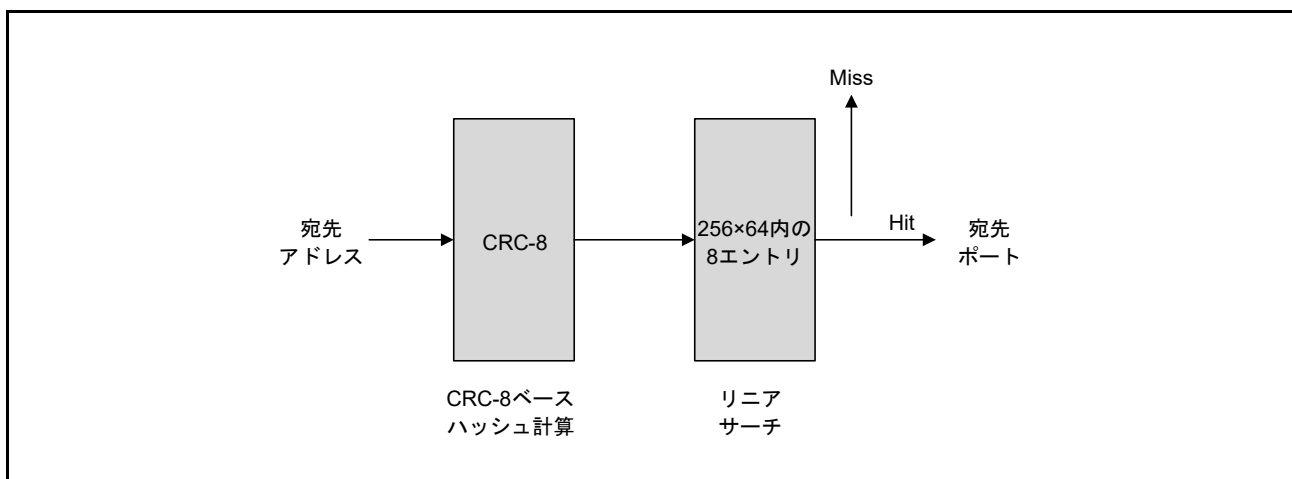 Miss
宛先
アドレス
CRC-8
256×64内の
8エントリ
Hit
宛先
ポート
CRC-8ベース
ハッシュ計算
リニア
サーチ